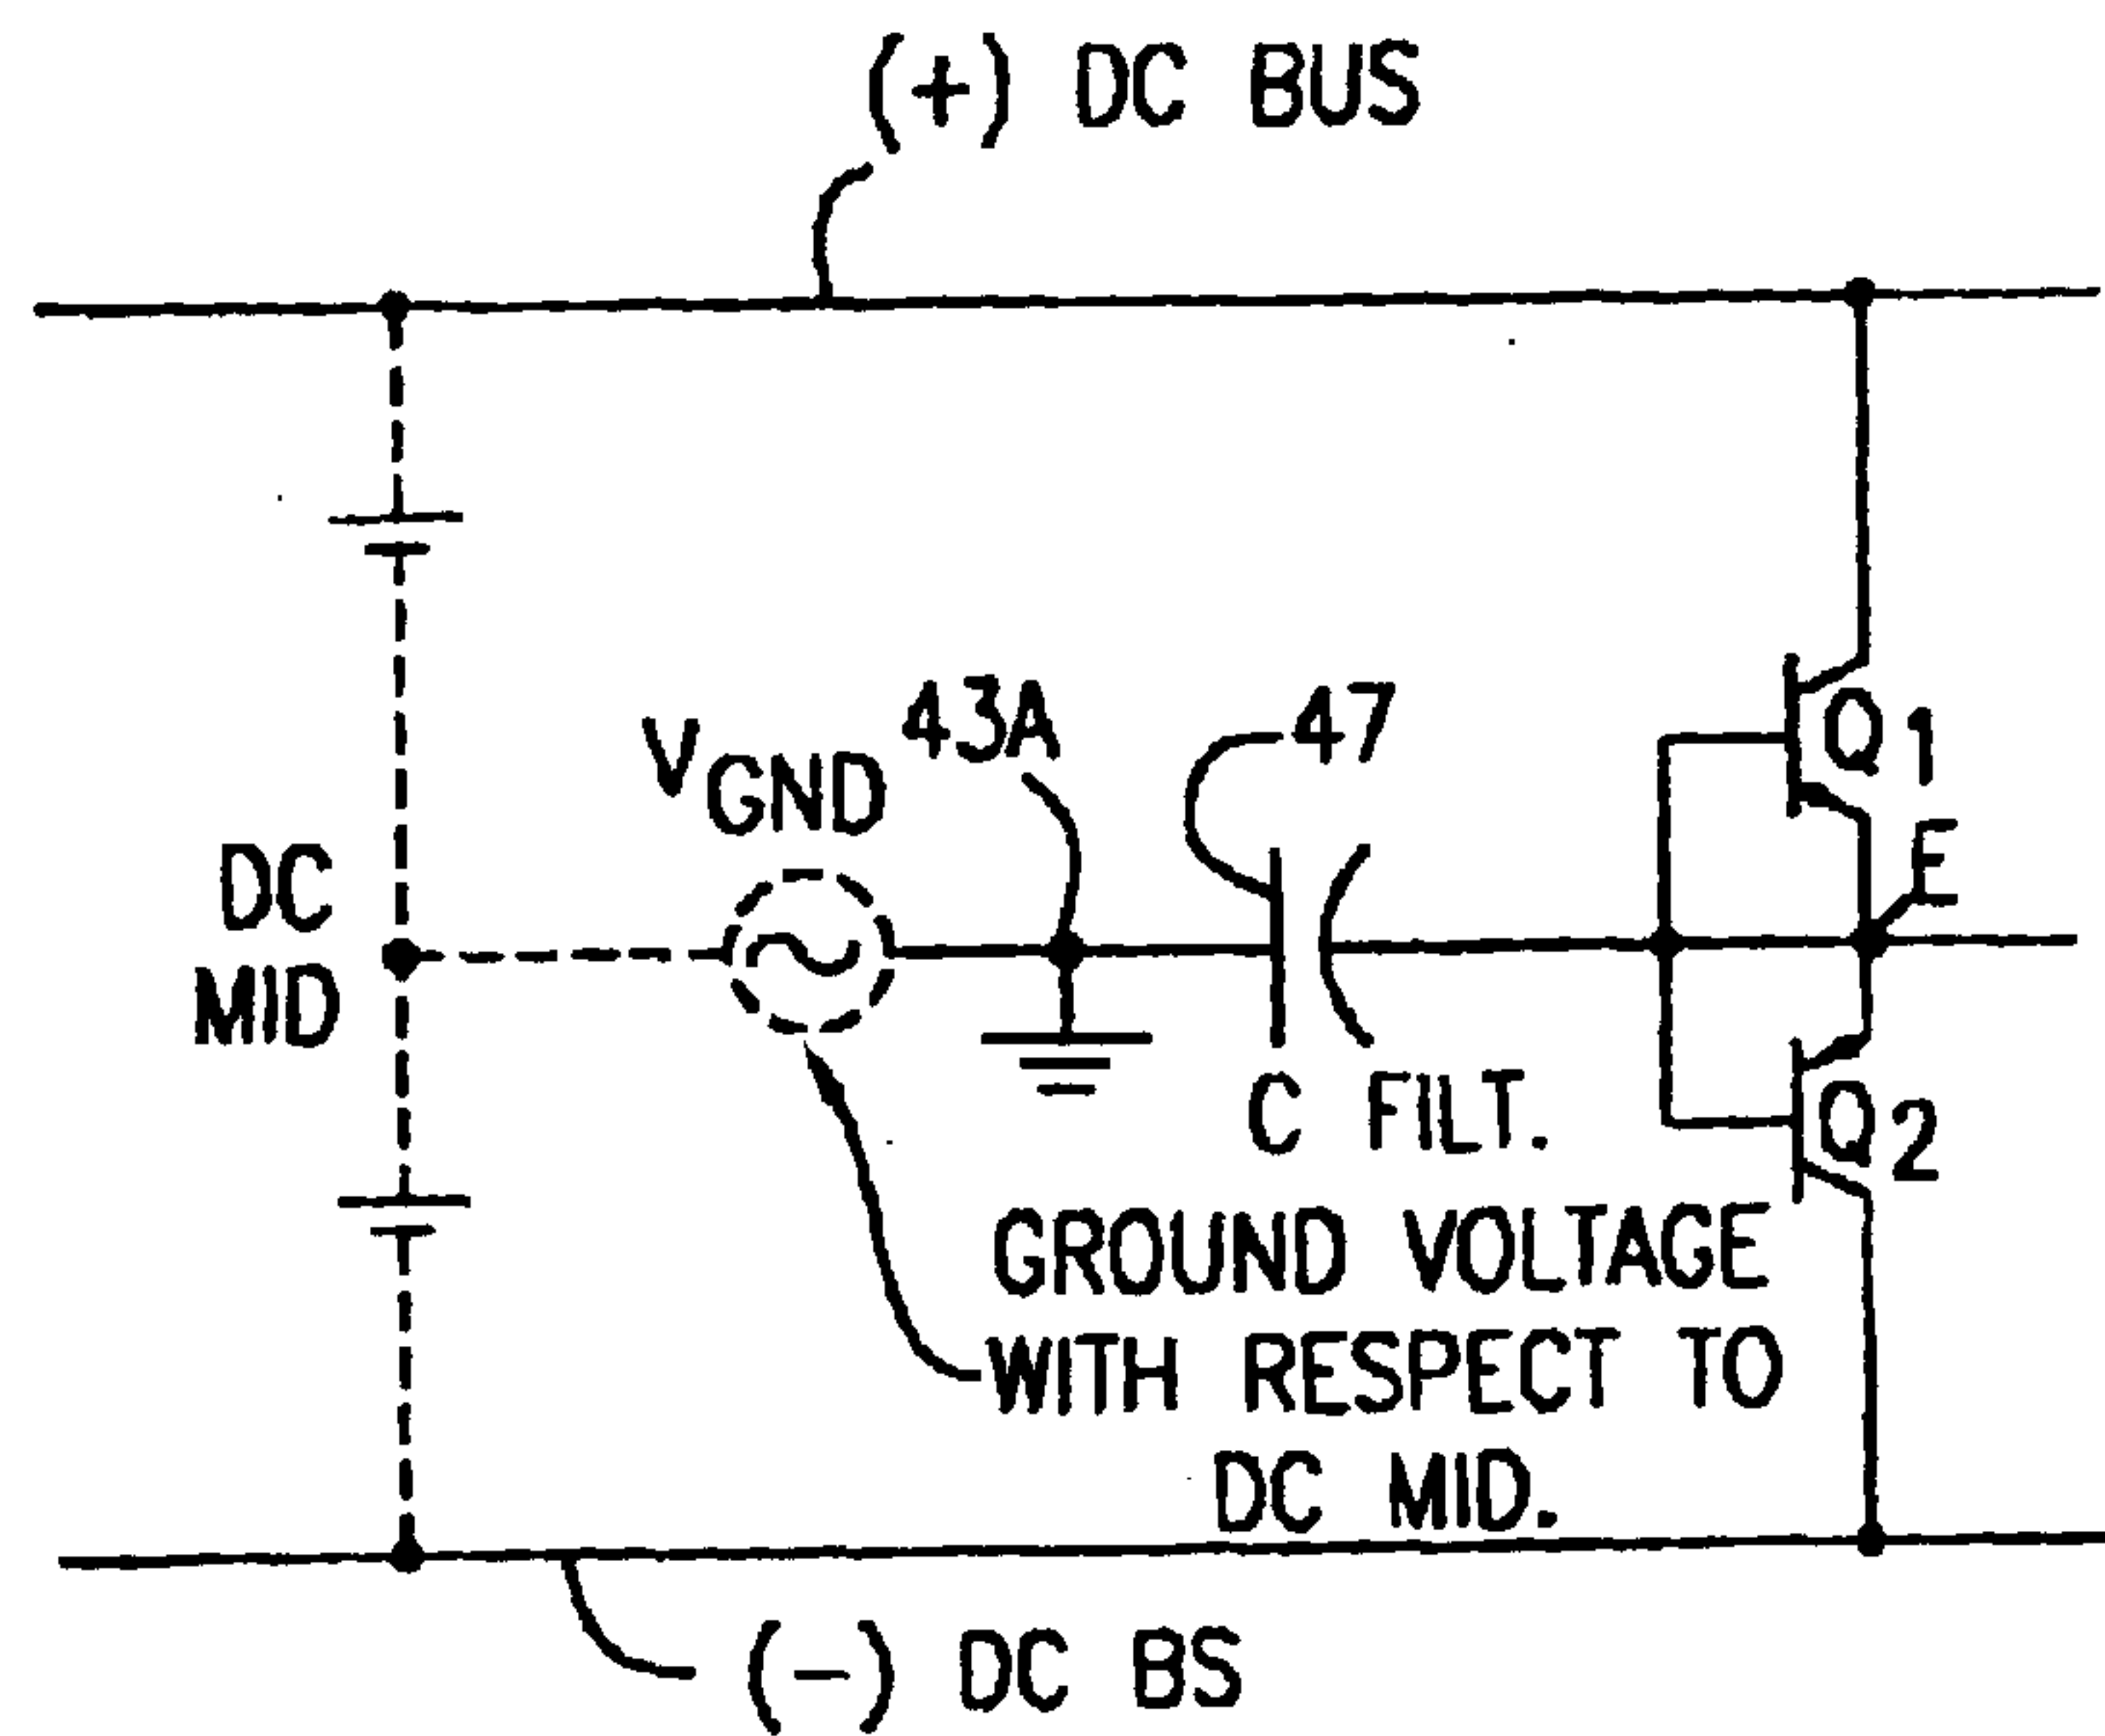 (+) DC BUS
V GND
43A
47
Q1
E
DC
MID
C FILT.
Q2
GROUND VOLTAGE
WITH RESPECT TO
DC MID.
(-) DC BS